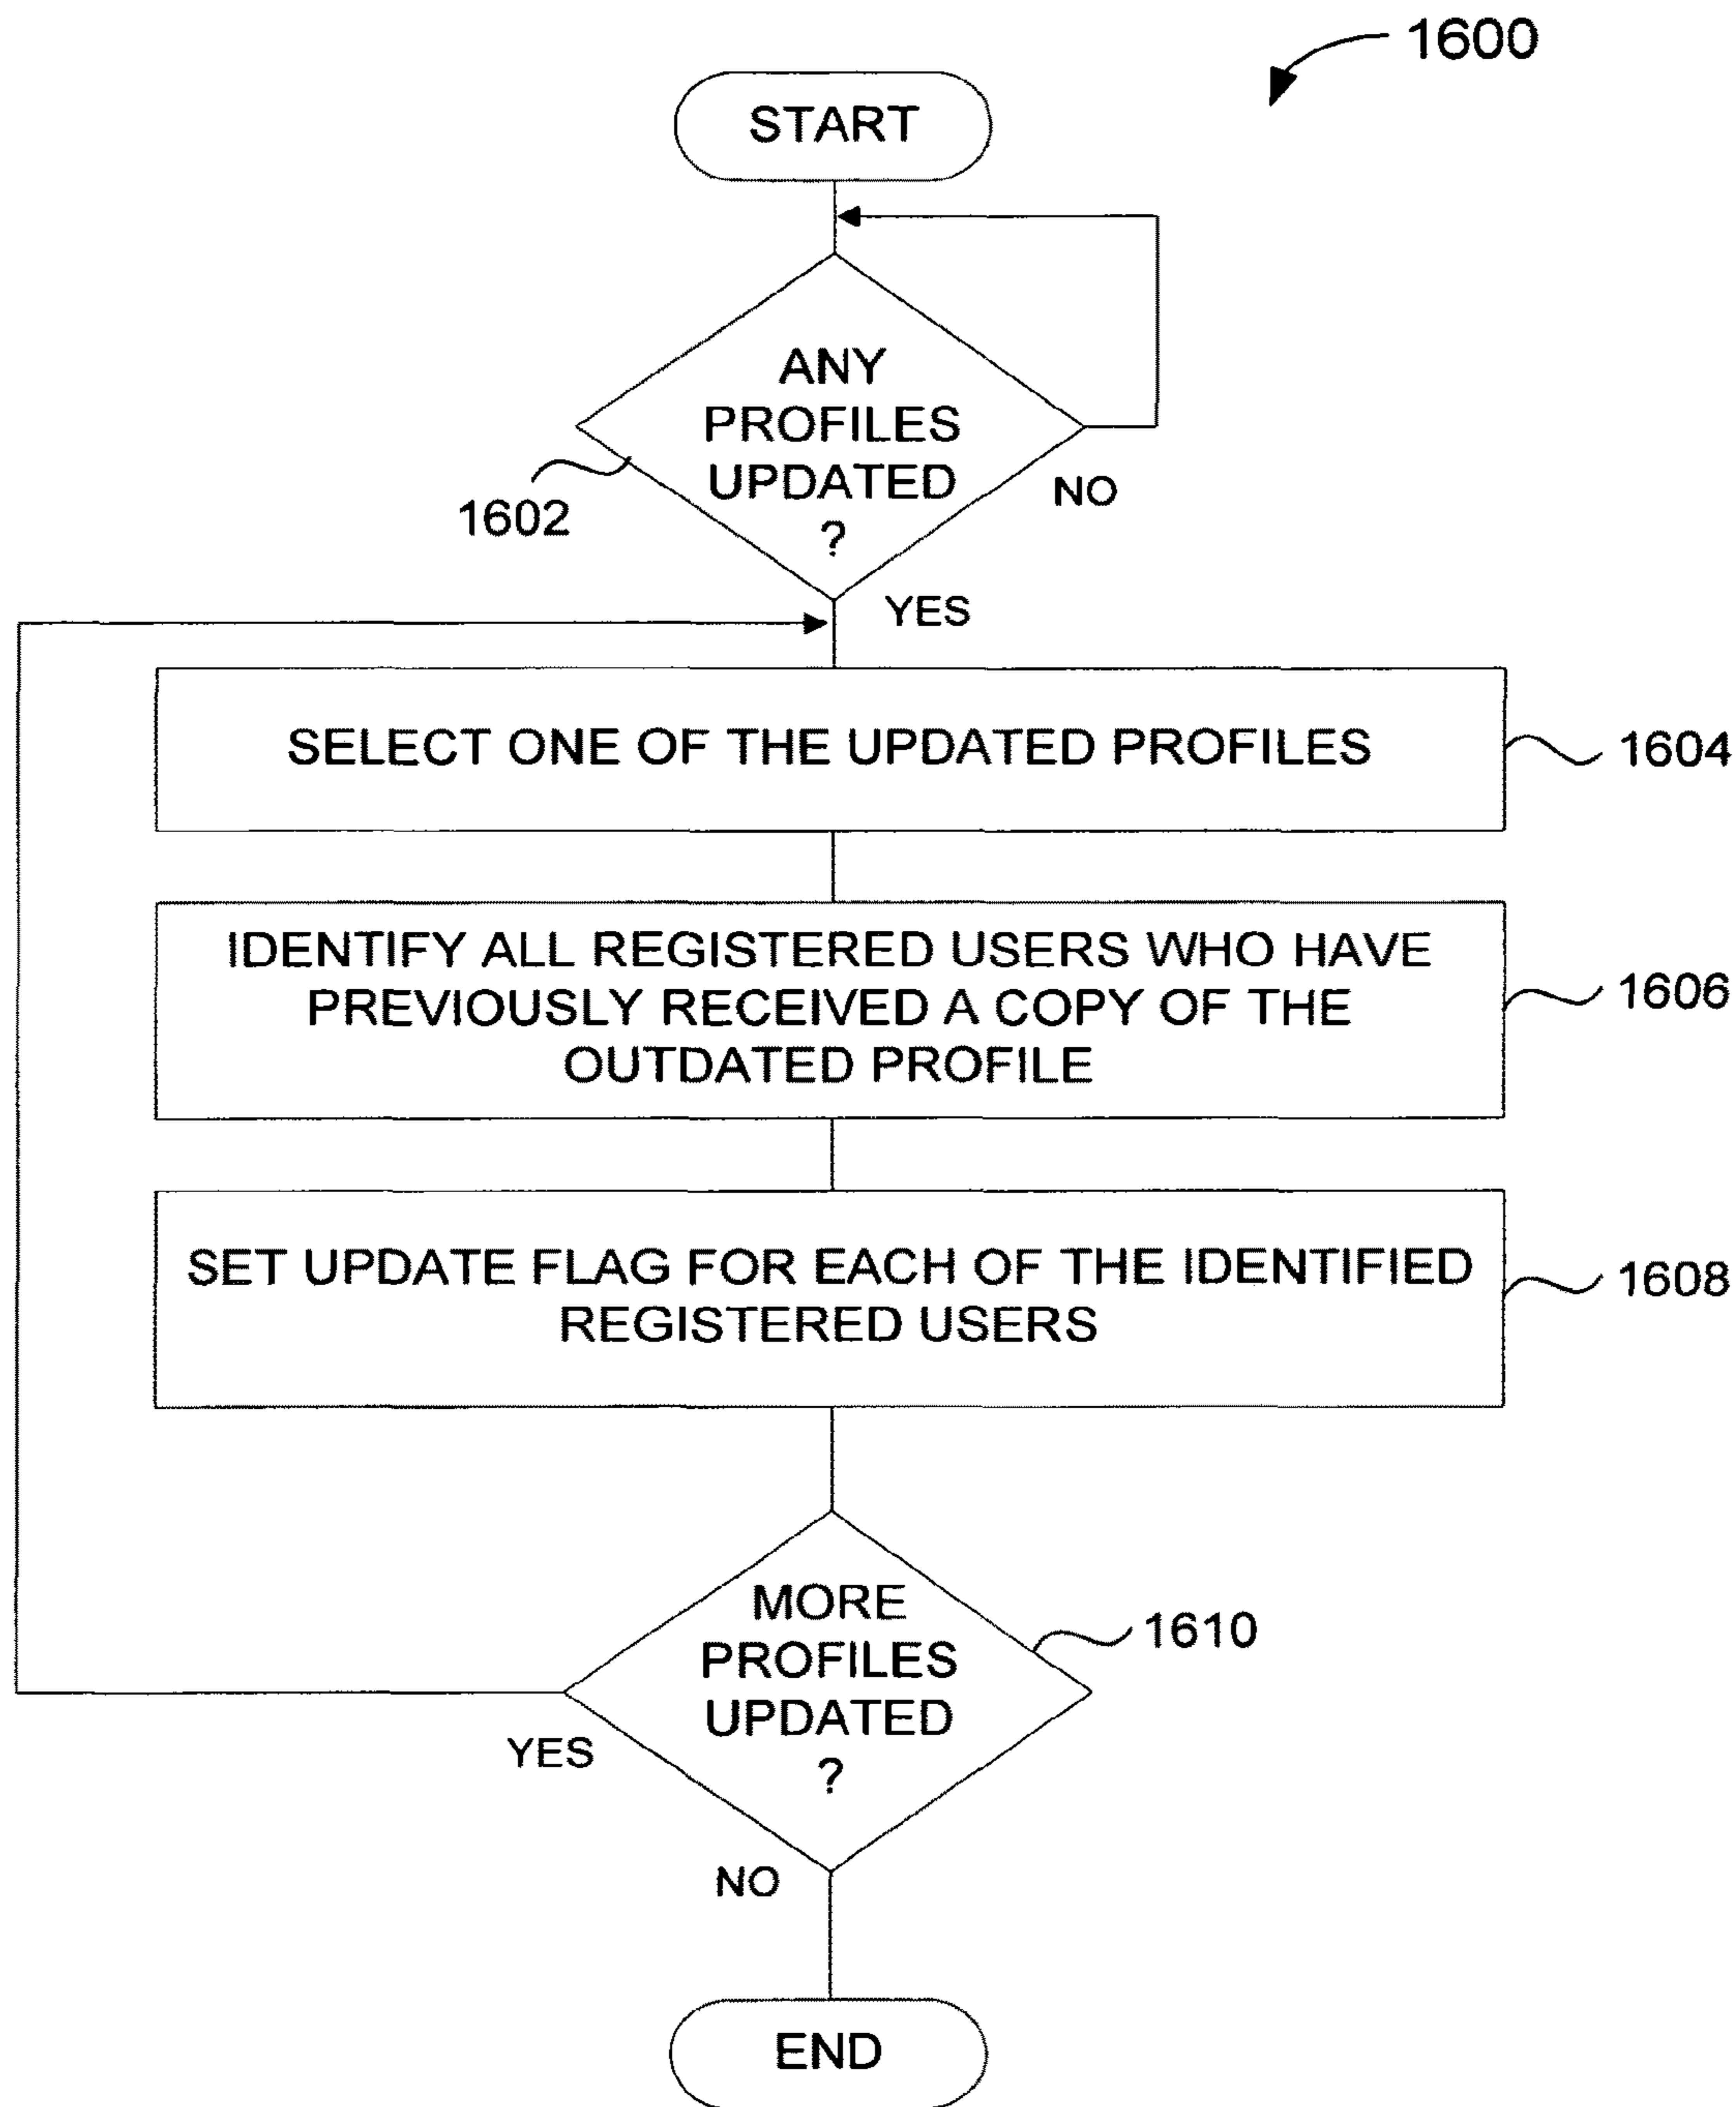 1600
START
ANY
PROFILES
UPDATED
?
1602
NO
YES
SELECT ONE OF THE UPDATED PROFILES
1604
IDENTIFY ALL REGISTERED USERS WHO HAVE
PREVIOUSLY RECEIVED A COPY OF THE
OUTDATED PROFILE
1606
SET UPDATE FLAG FOR EACH OF THE IDENTIFIED
REGISTERED USERS
1608
MORE
PROFILES
UPDATED
?
1610
YES
NO
END